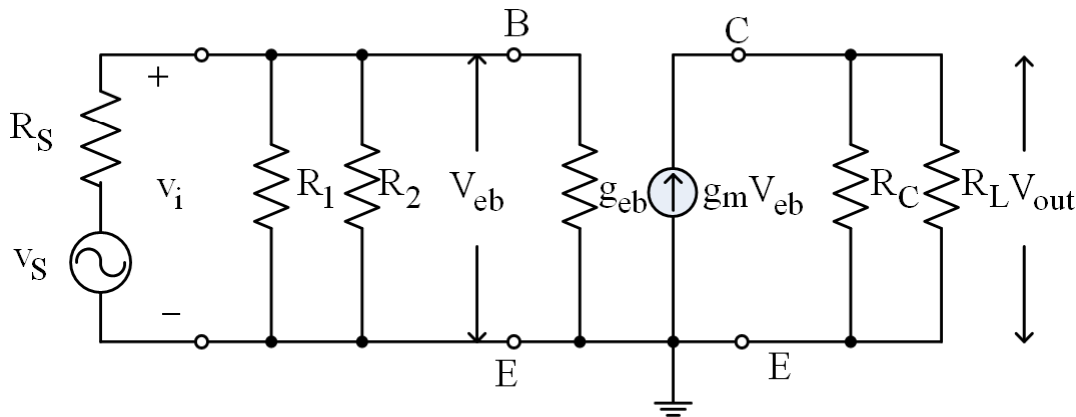 B
C
+
R_S
v_i
v_S
−
R_1
R_2
V_eb
g_eb
g_mV_eb
R_C
R_L
V_out
E
E